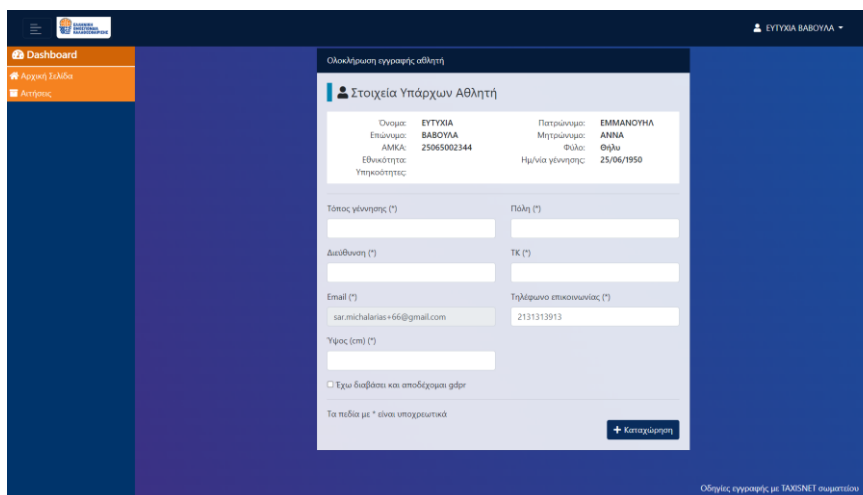 ΕΛΛΗΝΙΚΗ
ΟΜΟΣΠΟΝΔΙΑ
ΚΑΛΑΘΟΣΦΑΙΡΙΣΗΣ
ΕΥΤΥΧΙΑ ΒΑΒΟΥΛΑ
Dashboard
Αρχική Σελίδα
Αιτήσεις
Ολοκλήρωση εγγραφής αθλητή
Στοιχεία Υπάρχων Αθλητή
Όνομα: ΕΥΤΥΧΙΑ Πατρώνυμο: ΕΜΜΑΝΟΥΗΛ
Επώνυμο: ΒΑΒΟΥΛΑ Μητρώνυμο: ΑΝΝΑ
ΑΜΚΑ: 25065002344 Φύλο: Θήλυ
Εθνικότητα: Ημ/νία γέννησης: 25/06/1950
Υπηκοότητες:
Τόπος γέννησης (*) Πόλη (*)
Διεύθυνση (*) ΤΚ (*)
Email (*) Τηλέφωνο επικοινωνίας (*)
sar.michalarias+66@gmail.com 2131313913
Ύψος (cm) (*)
Έχω διαβάσει και αποδέχομαι gdpr
Τα πεδία με * είναι υποχρεωτικά
Καταχώρηση
Οδηγίες εγγραφής με TAXISNET σωματείου